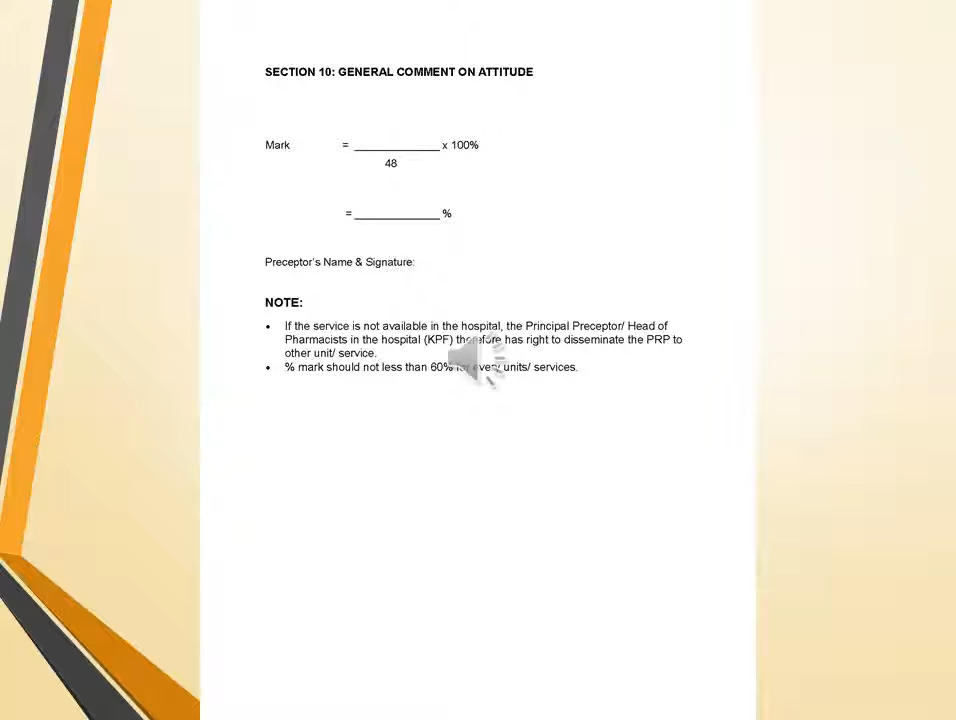 SECTION 10: GENERAL COMMENT ON ATTITUDE
Mark = ______________ x 100%
48
= ______________ %
Preceptor's Name & Signature:
NOTE:
• If the service is not available in the hospital, the Principal Preceptor/ Head of
Pharmacists in the hospital (KPF) therefore has right to disseminate the PRP to
other unit/ service.
• % mark should not less than 60% for every units/ services.